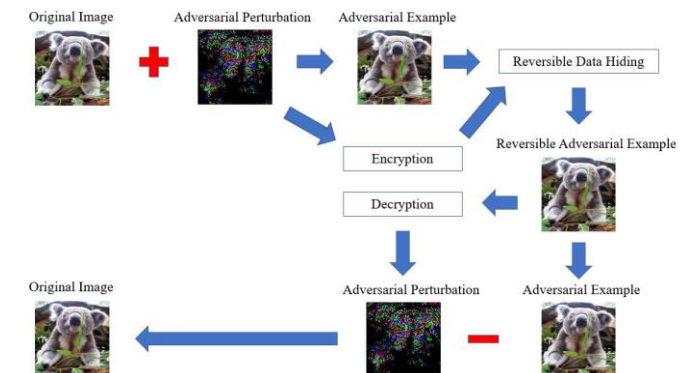 Original Image
Adversarial Perturbation
Adversarial Example
Reversible Data Hiding
Encryption
Reversible Adversarial Example
Decryption
Original Image
Adversarial Perturbation
Adversarial Example